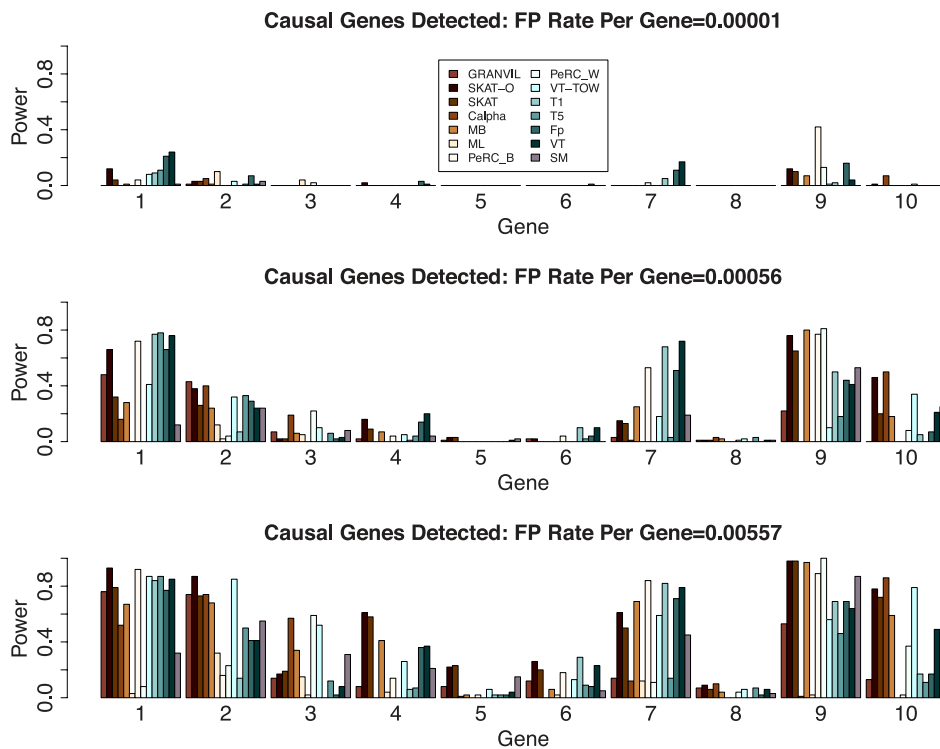 Causal Genes Detected: FP Rate Per Gene=0.00001
Power
0.0 0.4 0.8
GRANVIL PeRC_W
SKAT-O VT-TOW
SKAT T1
Calpha T5
MB Fp
ML VT
PeRC_B SM
1 2 3 4 5 6 7 8 9 10
Gene
Causal Genes Detected: FP Rate Per Gene=0.00056
Power
0.0 0.4 0.8
1 2 3 4 5 6 7 8 9 10
Gene
Causal Genes Detected: FP Rate Per Gene=0.00557
Power
0.0 0.4 0.8
1 2 3 4 5 6 7 8 9 10
Gene